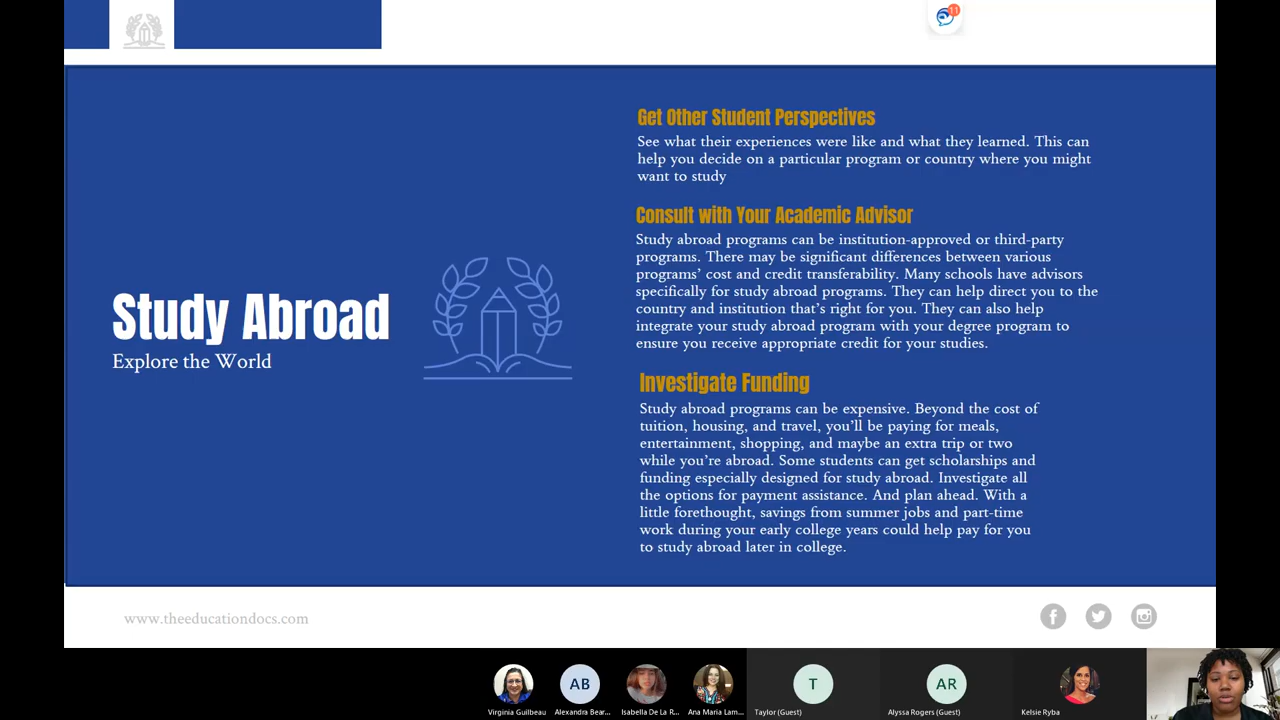 11
Get Other Student Perspectives
See what their experiences were like and what they learned. This can
help you decide on a particular program or country where you might
want to study
Consult with Your Academic Advisor
Study abroad programs can be institution-approved or third-party
programs. There may be significant differences between various
programs’ cost and credit transferability. Many schools have advisors
specifically for study abroad programs. They can help direct you to the
country and institution that’s right for you. They can also help
integrate your study abroad program with your degree program to
ensure you receive appropriate credit for your studies.
Study Abroad
Explore the World
Investigate Funding
Study abroad programs can be expensive. Beyond the cost of
tuition, housing, and travel, you’ll be paying for meals,
entertainment, shopping, and maybe an extra trip or two
while you’re abroad. Some students can get scholarships and
funding especially designed for study abroad. Investigate all
the options for payment assistance. And plan ahead. With a
little forethought, savings from summer jobs and part-time
work during your early college years could help pay for you
to study abroad later in college.
www.theeducationdocs.com
AB
T
AR
Virginia Guilbeau
Alexandra Bear...
Isabella De La R...
Ana Maria Lam...
Taylor (Guest)
Alyssa Rogers (Guest)
Kelsie Ryba